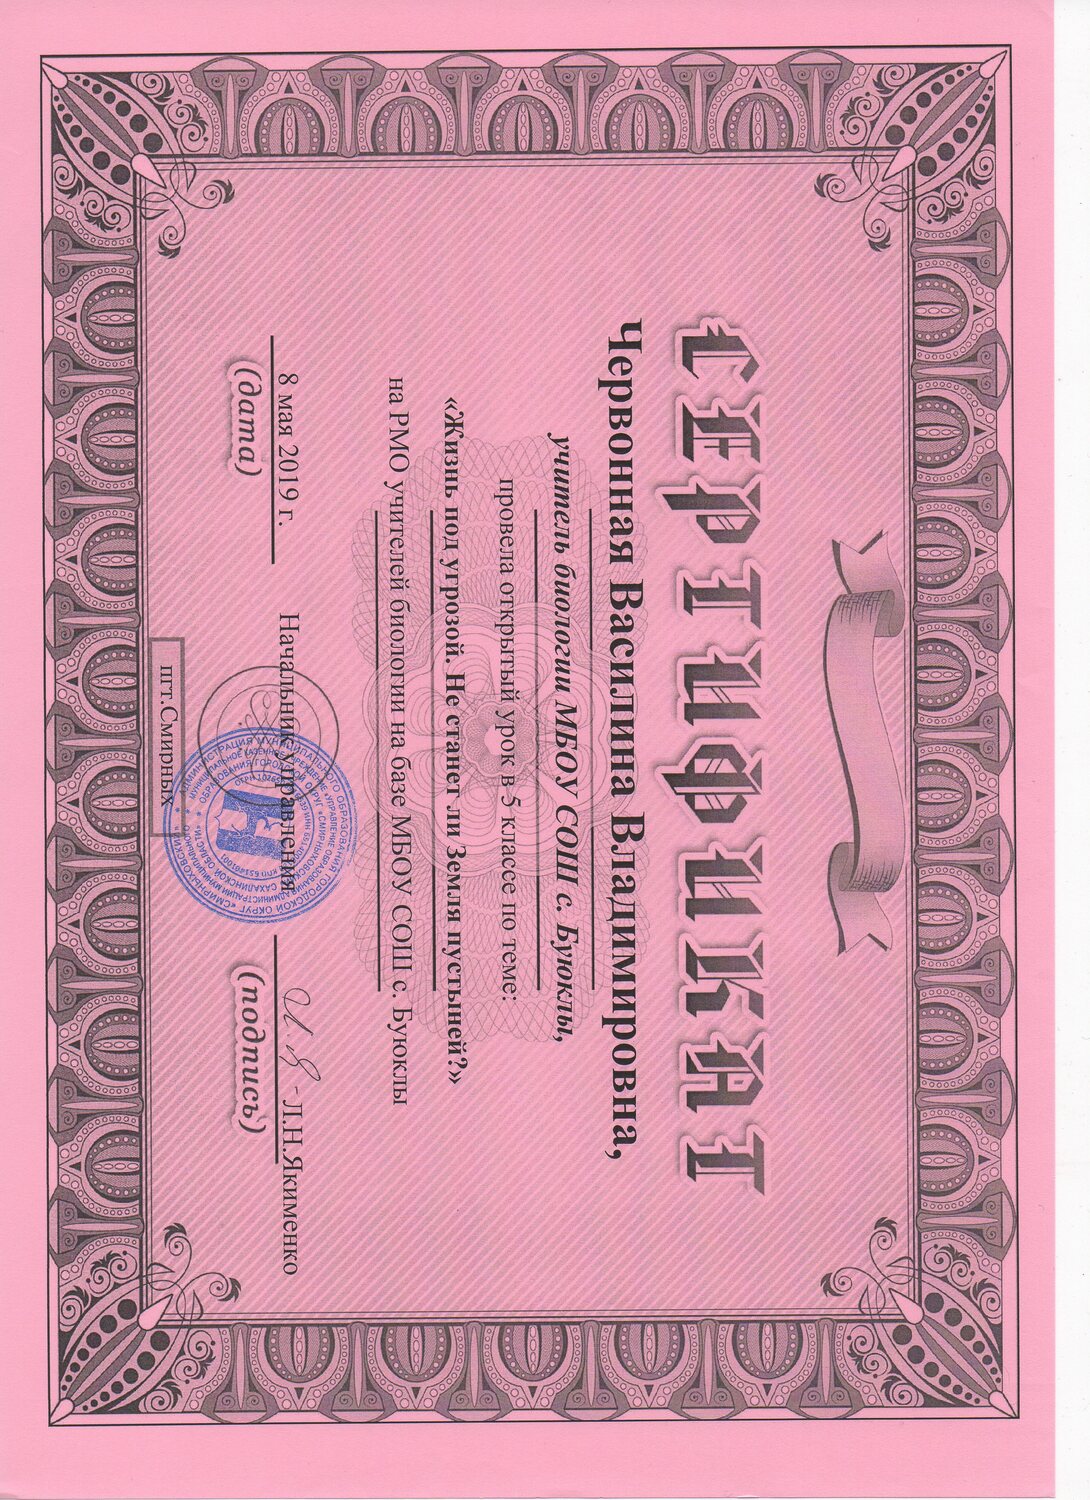 СЕРТИФИКАТ
Червонная Василина Владимировна,
учитель биологии МБОУ СОШ с. Буюклы,
провела открытый урок в 5 классе по теме:
«Жизнь под угрозой. Не станет ли Земля пустыней?»
на РМО учителей биологии на базе МБОУ СОШ с. Буюклы
8 мая 2019 г.
(дата)
Начальник управления
- Л.Н.Якименко
(подпись)
пгт.Смирных